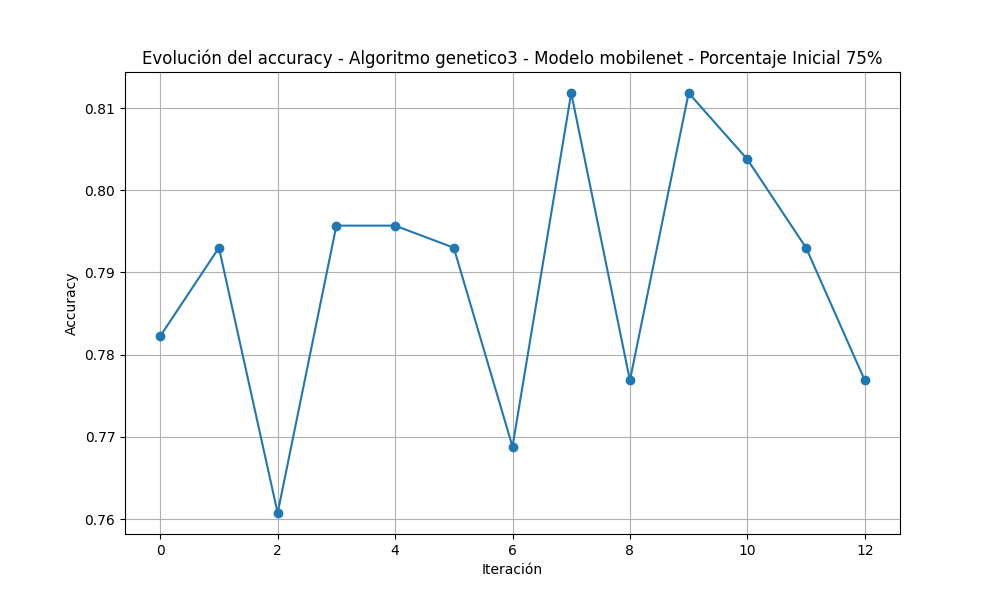 Evolución del accuracy - Algoritmo genetico3 - Modelo mobilenet - Porcentaje Inicial 75%
0.81
0.80
0.79
0.78
0.77
0.76
Accuracy
0 2 4 6 8 10 12
Iteración